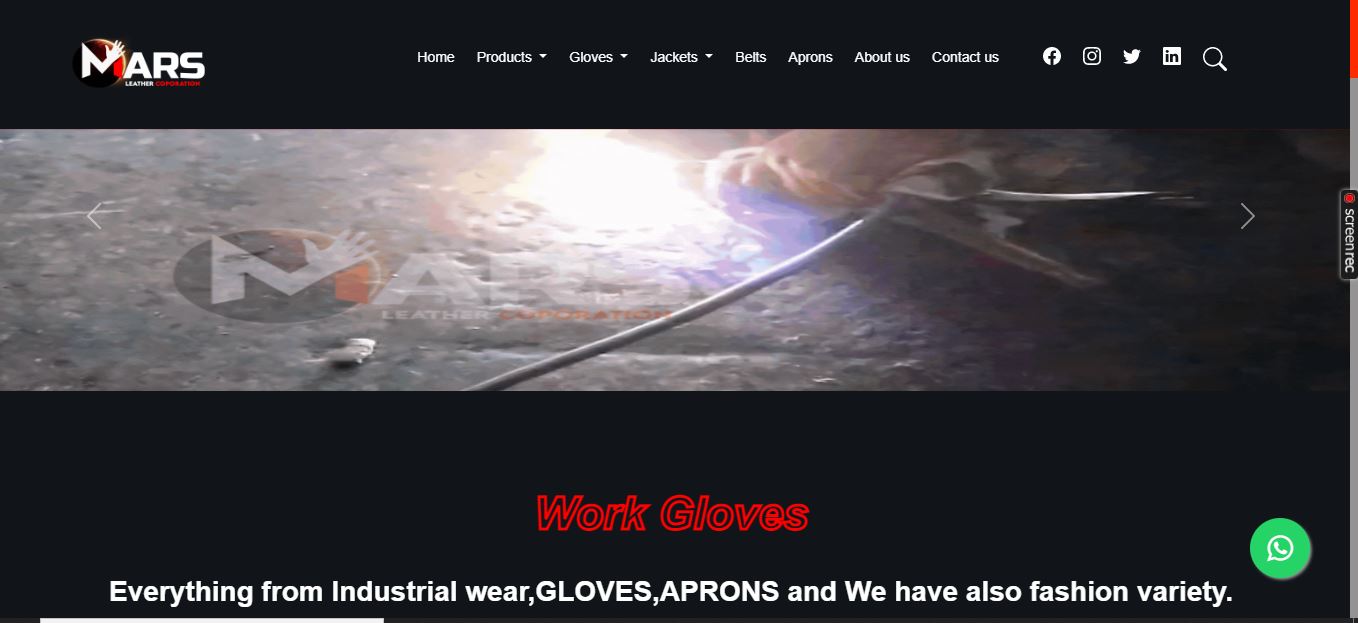 MARS
LEATHER COPORATION
Home Products Gloves Jackets Belts Aprons About us Contact us
screenrec
MARS
LEATHER COPORATION
Work Gloves
Everything from Industrial wear,GLOVES,APRONS and We have also fashion variety.